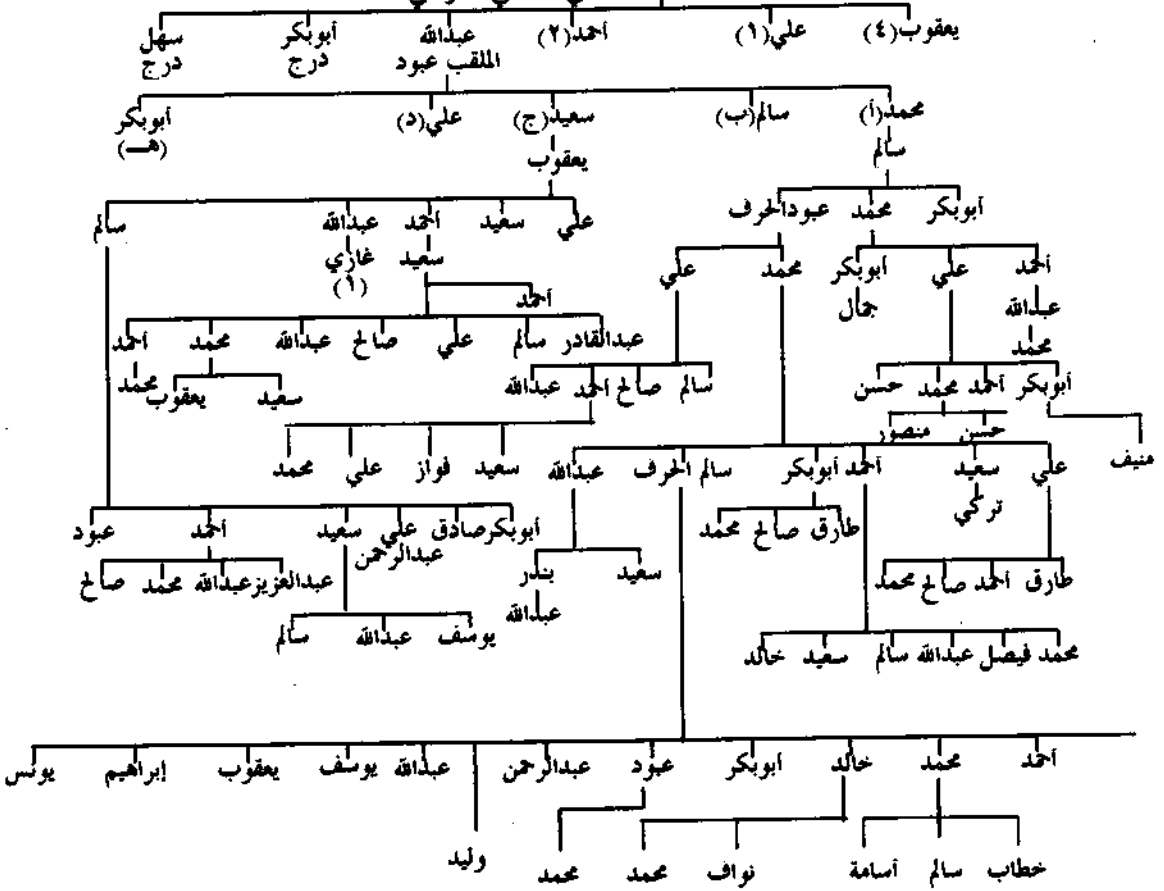 يعقوب(٤) علي(١) أحمد(٢) عبدالله أبوبكر سهل
الملقب عبود درج درج
محمد(أ) سالم(ب) سعيد(ج) علي(د) أبوبكر
(هــ)
سالم يعقوب
أبوبكر محمد عبودالحرف علي سعيد أحمد عبدالله سالم
أحمد علي أبوبكر محمد علي سعيد غازي
عبدالله جمال أحمد (١)
محمد عبدالقادر سالم علي صالح عبدالله محمد أحمد
أبوبكر أحمد محمد حسن سالم صالح أحمد عبدالله سعيد يعقوب محمد
حسن منصور
منيف علي سعيد أحمد أبوبكر سالم الحرف عبدالله سعيد فواز علي محمد
تركي
طارق صالح محمد أبوبكر صادق علي سعيد أحمد عبود
عبدالرحمن
طارق أحمد صالح محمد سعيد بندر عبدالعزيز عبدالله محمد صالح
عبدالله
يوسف عبدالله سالم
محمد فيصل عبدالله سالم سعيد خالد
أحمد محمد خالد أبوبكر عبود عبدالرحمن عبدالله يوسف يعقوب إبراهيم يونس
خطاب سالم أسامة نواف محمد محمد وليد